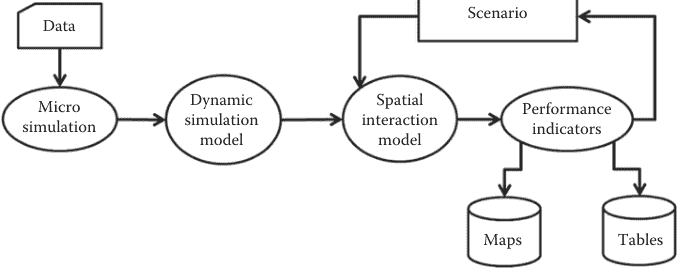 Scenario
Data
Micro
simulation
Dynamic
simulation
model
Spatial
interaction
model
Performance
indicators
Maps
Tables